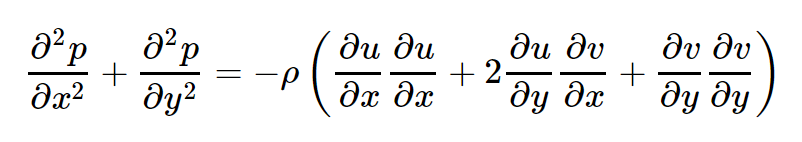 ∂²p/∂x² + ∂²p/∂y² = −ρ ( ∂u/∂x ∂u/∂x + 2 ∂u/∂y ∂v/∂x + ∂v/∂y ∂v/∂y )